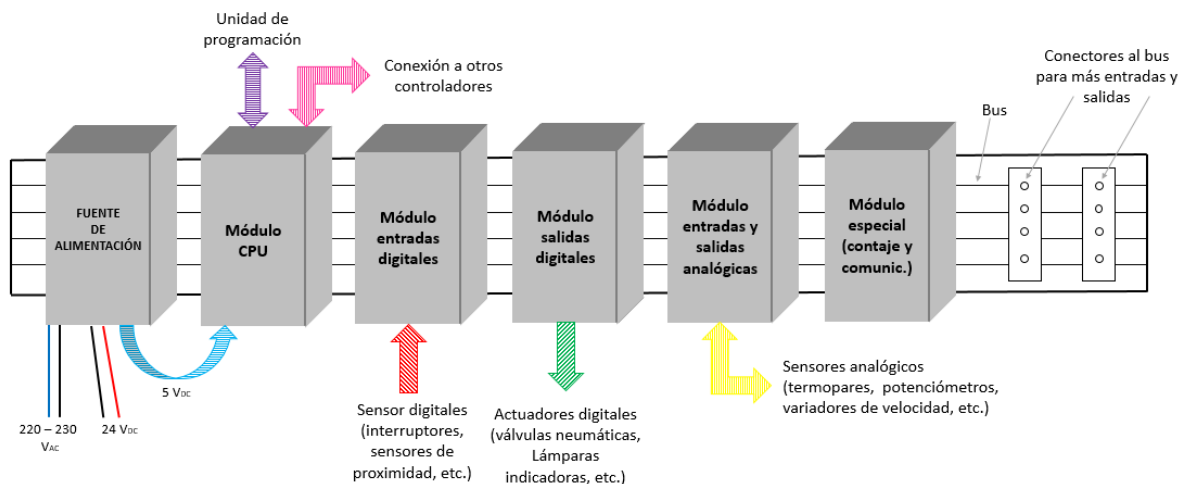 Unidad de
programación
Conexión a otros
controladores
Conectores al bus
para más entradas y
salidas
Bus
FUENTE
DE
ALIMENTACIÓN
Módulo
CPU
Módulo
entradas
digitales
Módulo
salidas
digitales
Módulo
entradas y
salidas
analógicas
Módulo
especial
(contaje y
comunic.)
5 VDC
220 – 230
VAC
24 VDC
Sensor digitales
(interruptores,
sensores de
proximidad, etc.)
Actuadores digitales
(válvulas neumáticas,
Lámparas
indicadoras, etc.)
Sensores analógicos
(termopares, potenciómetros,
variadores de velocidad, etc.)